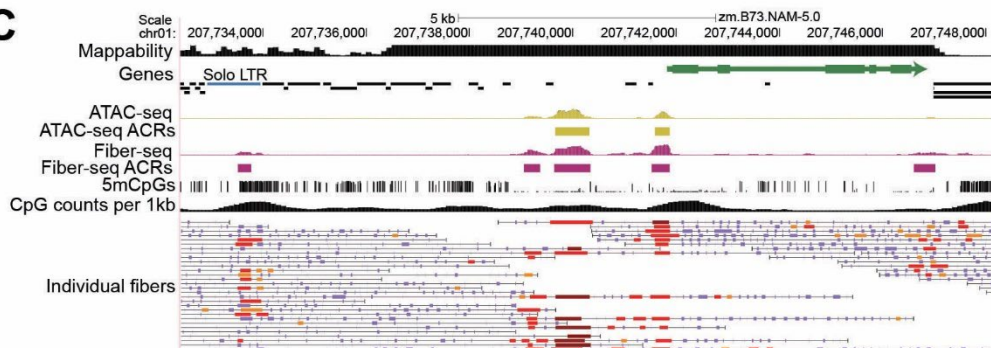 C
Scale 5 kb zm.B73.NAM-5.0
chr01: 207,734,000 207,736,000 207,738,000 207,740,000 207,742,000 207,744,000 207,746,000 207,748,000
Mappability
Genes
Solo LTR
ATAC-seq
ATAC-seq ACRs
Fiber-seq
Fiber-seq ACRs
5mCpGs
CpG counts per 1kb
Individual fibers